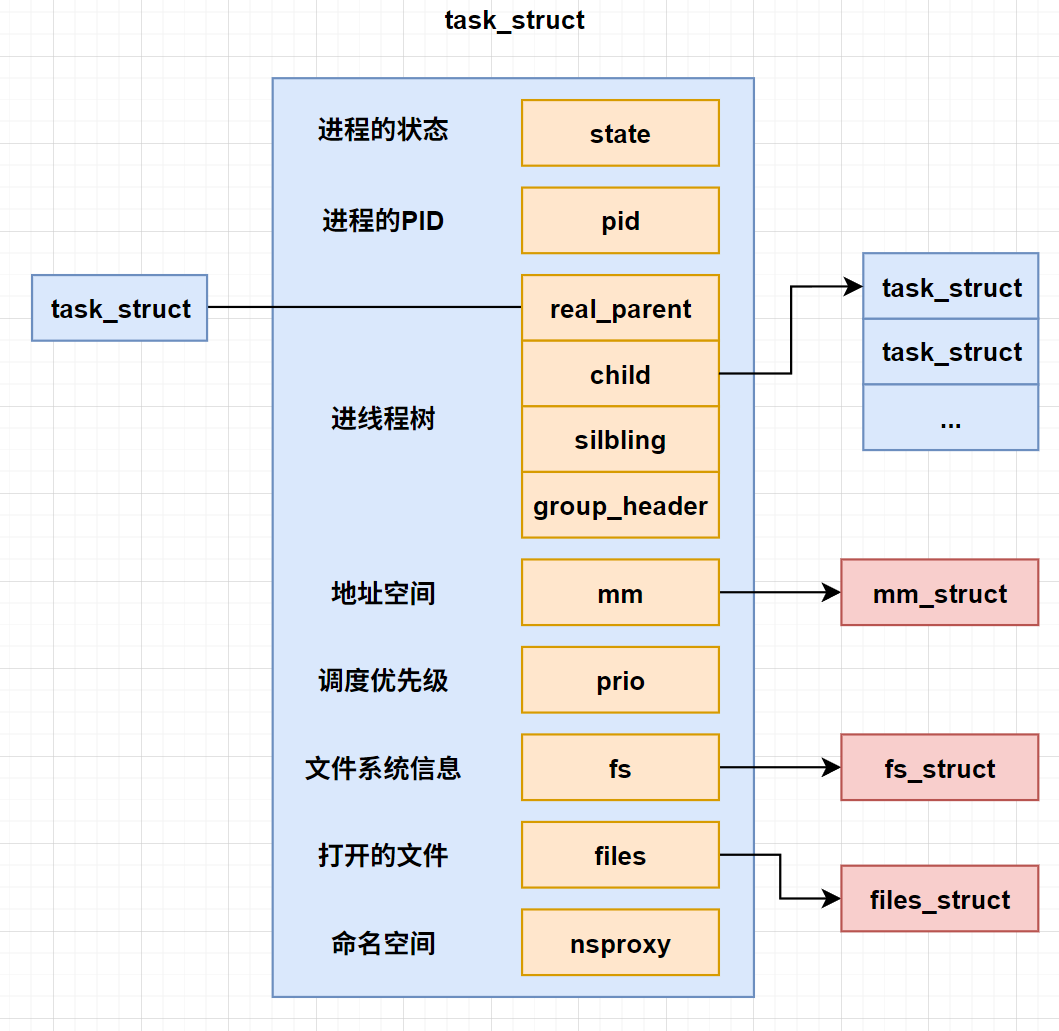 task_struct
进程的状态
state
进程的PID
pid
task_struct
real_parent
child
silbling
group_header
进线程树
task_struct
task_struct
...
地址空间
mm
mm_struct
调度优先级
prio
文件系统信息
fs
fs_struct
打开的文件
files
files_struct
命名空间
nsproxy